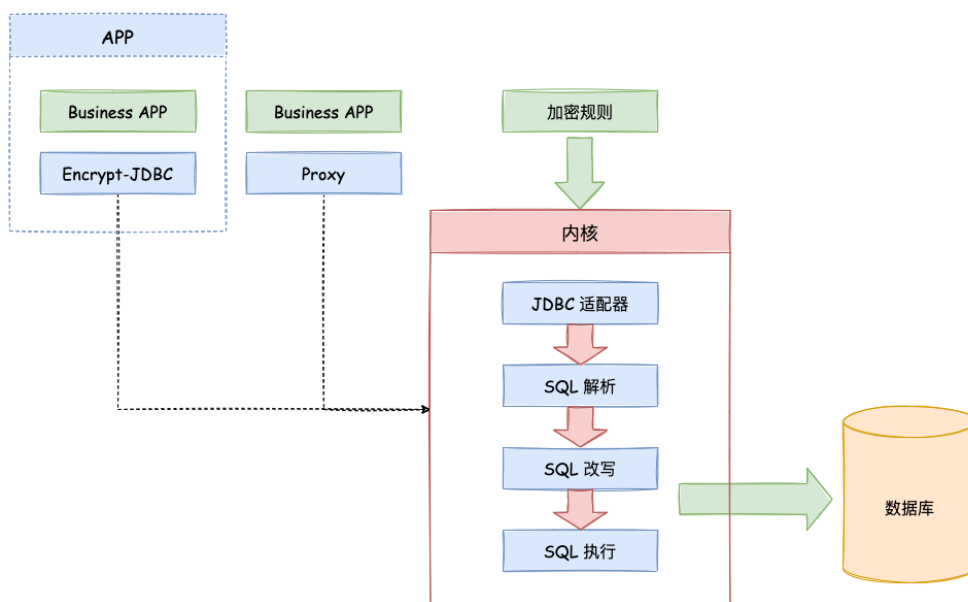 APP
Business APP
Business APP
加密规则
Encrypt-JDBC
Proxy
内核
JDBC 适配器
SQL 解析
SQL 改写
SQL 执行
数据库